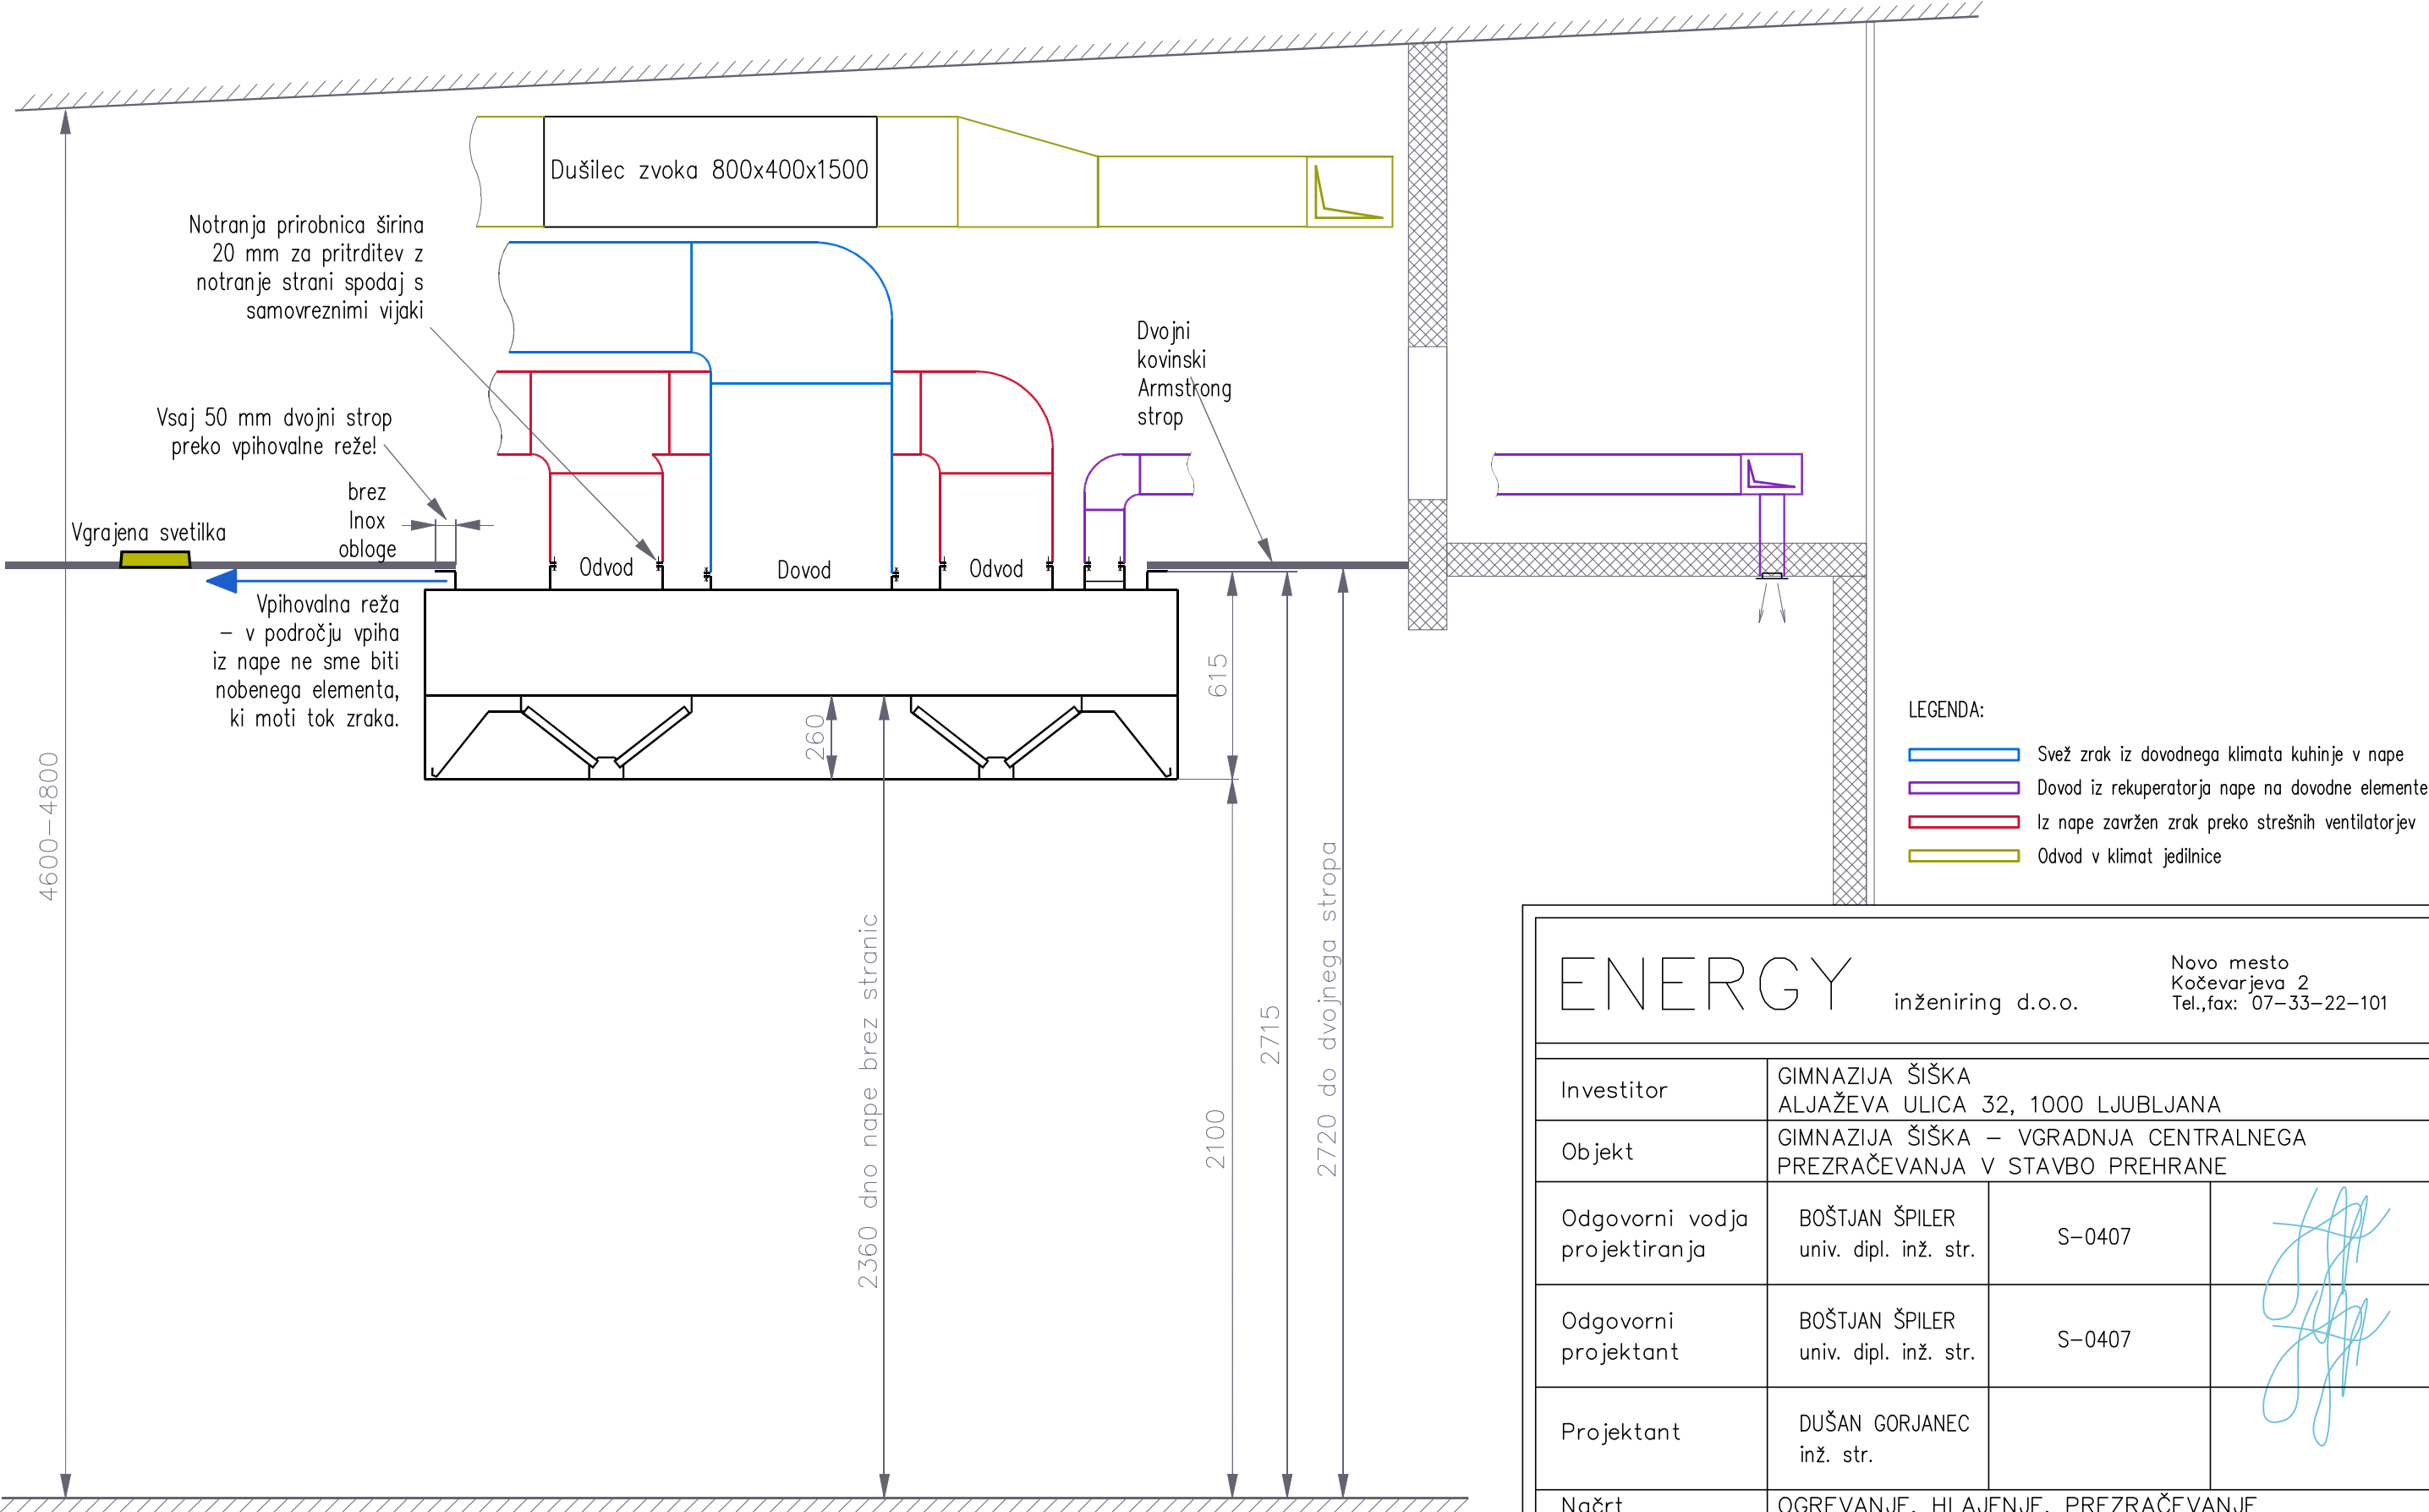 Dušilec zvoka 800x400x1500
Notranja prirobnica širina
20 mm za pritrditev z
notranje strani spodaj s
samovreznimi vijaki
Dvojni
kovinski
Armstrong
strop
Vsaj 50 mm dvojni strop
preko vpihovalne reže!
brez
Inox
obloge
Vgrajena svetilka
Odvod
Dovod
Odvod
Vpihovalna reža
– v področju vpiha
iz nape ne sme biti
nobenega elementa,
ki moti tok zraka.
4600-4800
260
2360 dno nape brez stranic
615
2100
2715
2720 do dvojnega stropa
LEGENDA:
Svež zrak iz dovodnega klimata kuhinje v nape
Dovod iz rekuperatorja nape na dovodne elemente
Iz nape zavržen zrak preko strešnih ventilatorjev
Odvod v klimat jedilnice
ENERGY inženiring d.o.o.
Novo mesto
Kočevarjeva 2
Tel.,fax: 07-33-22-101
Investitor
GIMNAZIJA ŠIŠKA
ALJAŽEVA ULICA 32, 1000 LJUBLJANA
Objekt
GIMNAZIJA ŠIŠKA – VGRADNJA CENTRALNEGA
PREZRAČEVANJA V STAVBO PREHRANE
Odgovorni vodja
projektiranja
BOŠTJAN ŠPILER
univ. dipl. inž. str.
S-0407
Odgovorni
projektant
BOŠTJAN ŠPILER
univ. dipl. inž. str.
S-0407
Projektant
DUŠAN GORJANEC
inž. str.
Načrt
OGREVANJE, HLAJENJE, PREZRAČEVANJE